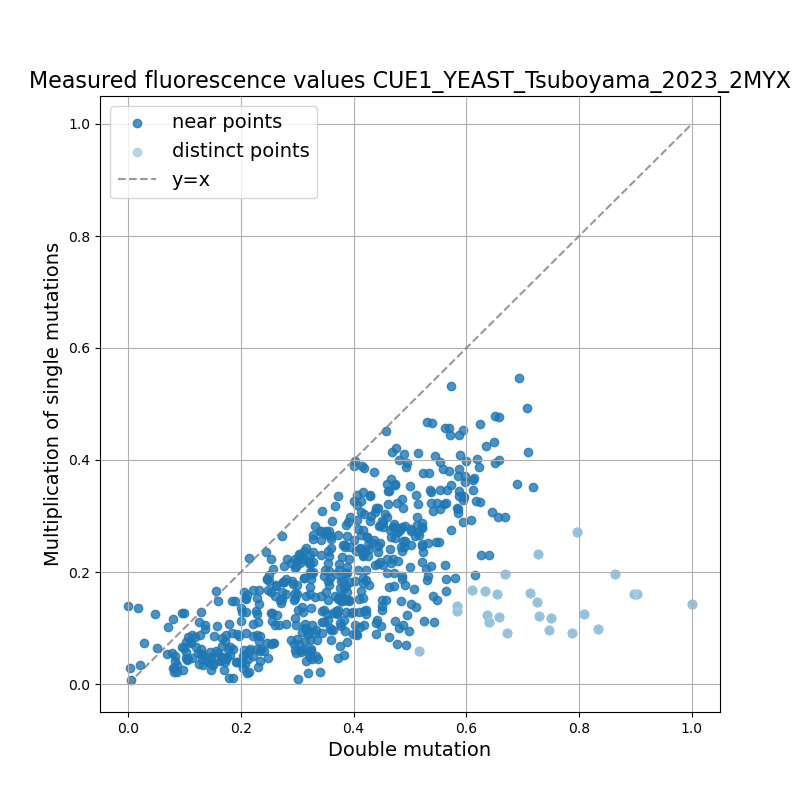 Measured fluorescence values CUE1_YEAST_Tsuboyama_2023_2MYX
near points
distinct points
y=x
1.0
0.8
0.6
0.4
0.2
0.0
Multiplication of single mutations
0.0 0.2 0.4 0.6 0.8 1.0
Double mutation